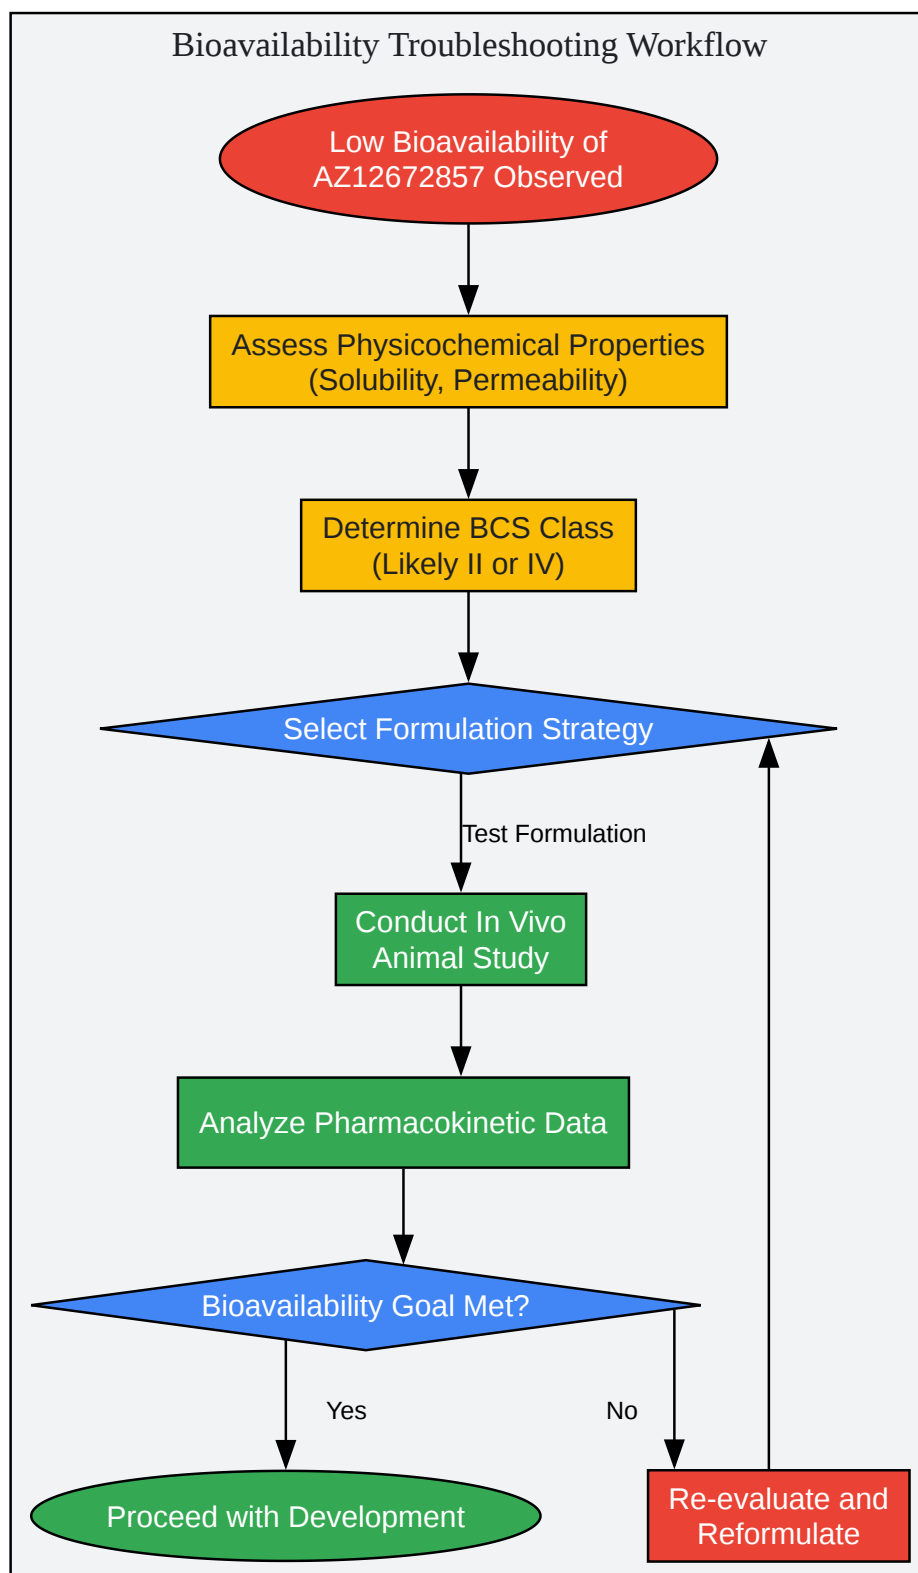 Bioavailability Troubleshooting Workflow
Low Bioavailability of
AZ12672857 Observed
Assess Physicochemical Properties
(Solubility, Permeability)
Determine BCS Class
(Likely II or IV)
Select Formulation Strategy
Test Formulation
Conduct In Vivo
Animal Study
Analyze Pharmacokinetic Data
Bioavailability Goal Met?
Yes
No
Proceed with Development
Re-evaluate and
Reformulate